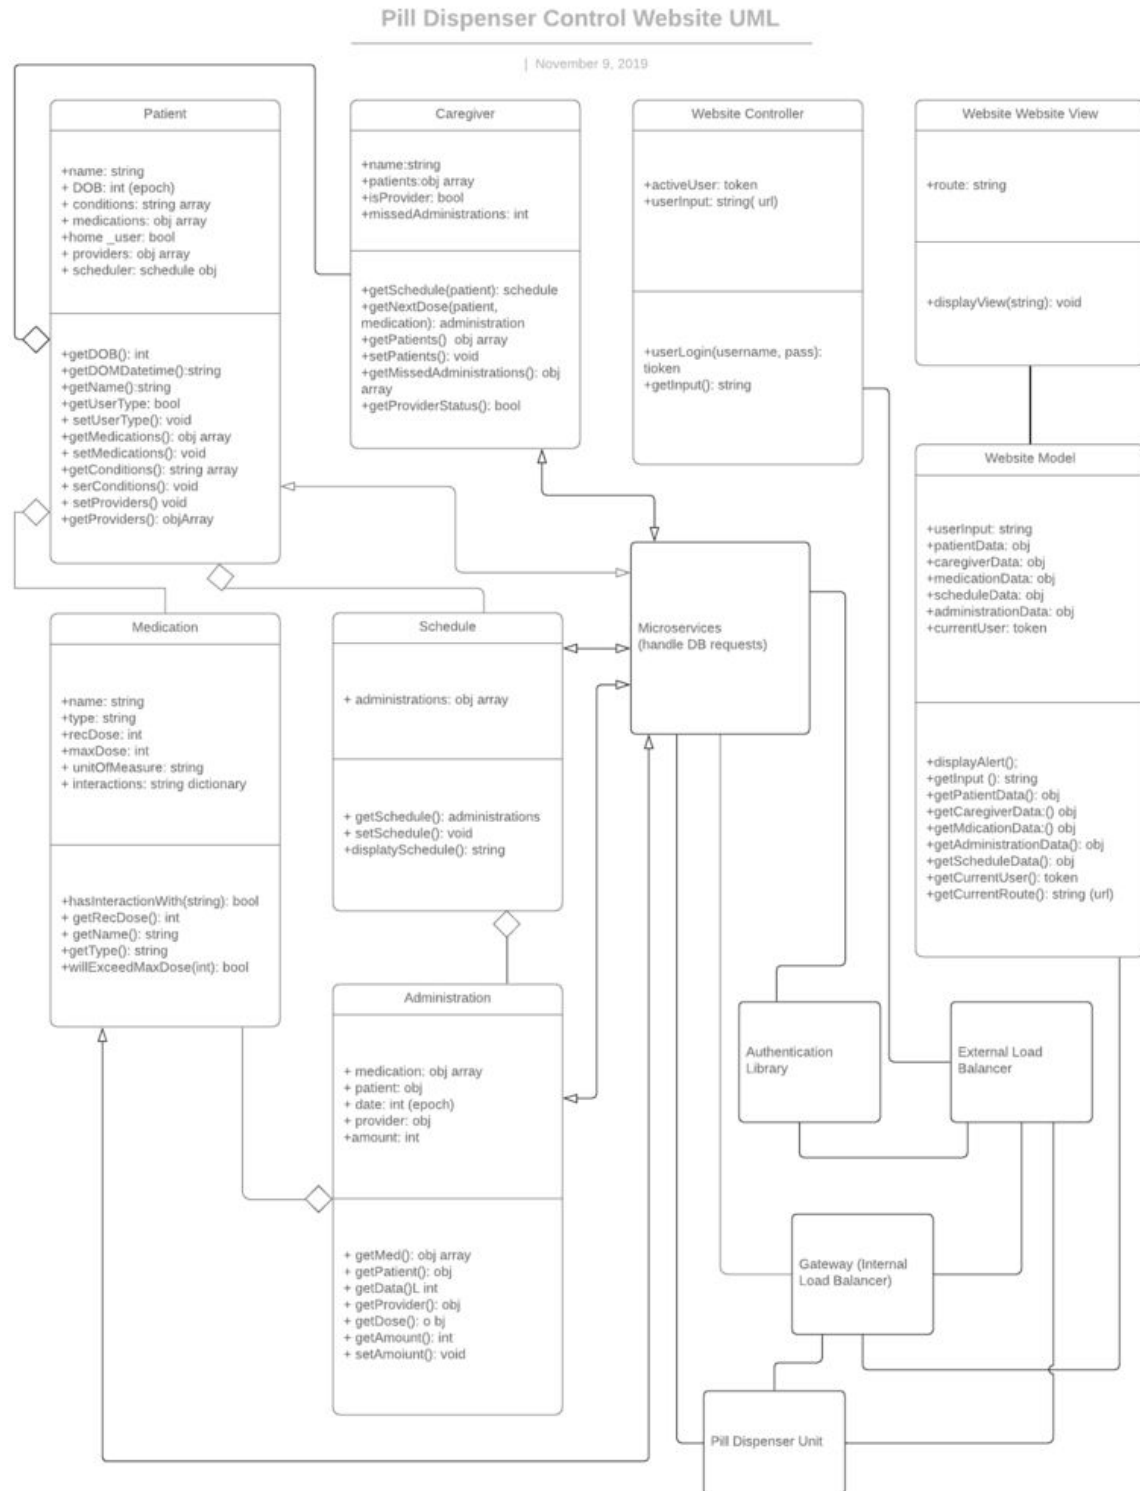 Pill Dispenser Control Website UML
| November 9, 2019
Patient
+name: string
+ DOB: int (epoch)
+ conditions: string array
+ medications: obj array
+home _user: bool
+ providers: obj array
+ scheduler: schedule obj
+getDOB(): int
+getDOMDatetime():string
+getName():string
+getUserType: bool
+ setUserType(): void
+getMedications(): obj array
+ setMedications(): void
+getConditions(): string array
+ serConditions(): void
+ setProviders() void
+getProviders(): objArray
Caregiver
+name:string
+patients:obj array
+isProvider: bool
+missedAdministrations: int
+getSchedule(patient): schedule
+getNextDose(patient,
medication): administration
+getPatients() obj array
+setPatients(): void
+getMissedAdministrations(): obj
array
+getProviderStatus(): bool
Website Controller
+activeUser: token
+userInput: string( url)
+userLogin(username, pass):
tioken
+getInput(): string
Website Website View
+route: string
+displayView(string): void
Website Model
+userInput: string
+patientData: obj
+caregiverData: obj
+medicationData: obj
+scheduleData: obj
+administrationData: obj
+currentUser: token
+displayAlert();
+getInput (): string
+getPatientData(): obj
+getCaregiverData:() obj
+getMdicationData:() obj
+getAdministrationData(): obj
+getScheduleData(): obj
+getCurrentUser(): token
+getCurrentRoute(): string (url)
Medication
+name: string
+type: string
+recDose: int
+maxDose: int
+ unitOfMeasure: string
+ interactions: string dictionary
+hasInteractionWith(string): bool
+ getRecDose(): int
+ getName(): string
+getType(): string
+willExceedMaxDose(int): bool
Schedule
+ administrations: obj array
+ getSchedule(): administrations
+ setSchedule(): void
+displatySchedule(): string
Microservices
(handle DB requests)
Administration
+ medication: obj array
+ patient: obj
+ date: int (epoch)
+ provider: obj
+amount: int
+ getMed(): obj array
+ getPatient(): obj
+ getData()L int
+ getProvider(): obj
+ getDose(): o bj
+ getAmount(): int
+ setAmoiunt(): void
Authentication
Library
External Load
Balancer
Gateway (Internal
Load Balancer)
Pill Dispenser Unit